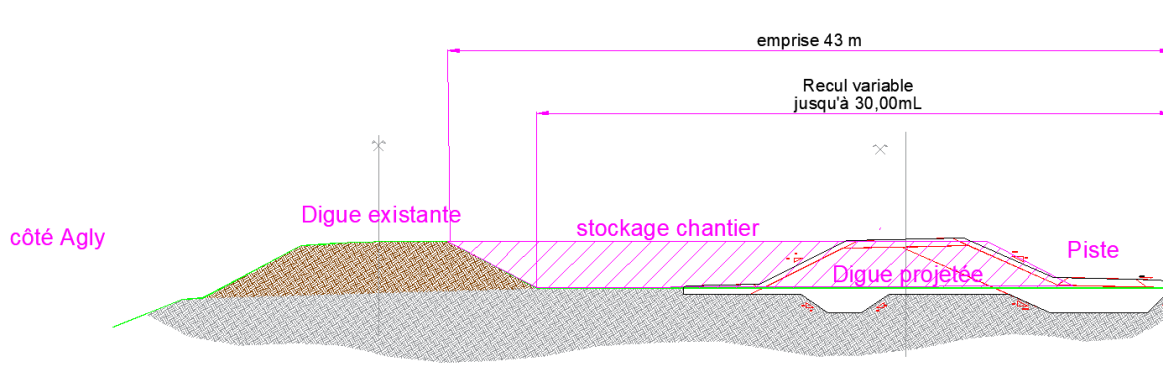 emprise 43 m
Recul variable
jusqu'à 30,00mL
Digue existante
côté Agly
stockage chantier
Piste
Digue projetée